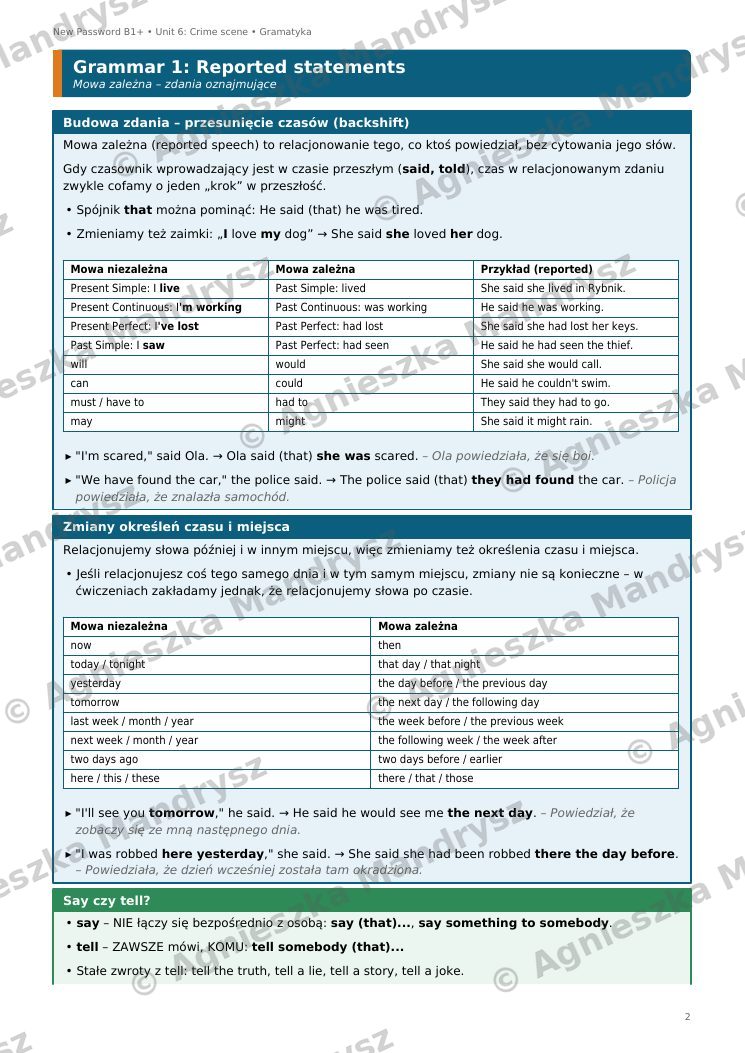 New Password B1+ • Unit 6: Crime scene • Gramatyka
Grammar 1: Reported statements
Mowa zależna – zdania oznajmujące
Budowa zdania – przesunięcie czasów (backshift)
Mowa zależna (reported speech) to relacjonowanie tego, co ktoś powiedział, bez cytowania jego słów.
Gdy czasownik wprowadzający jest w czasie przeszłym (said, told), czas w relacjonowanym zdaniu
zwykle cofamy o jeden „krok” w przeszłość.
• Spójnik that można pominąć: He said (that) he was tired.
• Zmieniamy też zaimki: „I love my dog” → She said she loved her dog.
Mowa niezależna Mowa zależna Przykład (reported)
Present Simple: I live Past Simple: lived She said she lived in Rybnik.
Present Continuous: I'm working Past Continuous: was working He said he was working.
Present Perfect: I've lost Past Perfect: had lost She said she had lost her keys.
Past Simple: I saw Past Perfect: had seen He said he had seen the thief.
will would She said she would call.
can could He said he couldn't swim.
must / have to had to They said they had to go.
may might She said it might rain.
▸ "I'm scared," said Ola. → Ola said (that) she was scared. – Ola powiedziała, że się boi.
▸ "We have found the car," the police said. → The police said (that) they had found the car. – Policja
powiedziała, że znalazła samochód.
Zmiany określeń czasu i miejsca
Relacjonujemy słowa później i w innym miejscu, więc zmieniamy też określenia czasu i miejsca.
• Jeśli relacjonujesz coś tego samego dnia i w tym samym miejscu, zmiany nie są konieczne – w
ćwiczeniach zakładamy jednak, że relacjonujemy słowa po czasie.
Mowa niezależna Mowa zależna
now then
today / tonight that day / that night
yesterday the day before / the previous day
tomorrow the next day / the following day
last week / month / year the week before / the previous week
next week / month / year the following week / the week after
two days ago two days before / earlier
here / this / these there / that / those
▸ "I'll see you tomorrow," he said. → He said he would see me the next day. – Powiedział, że
zobaczy się ze mną następnego dnia.
▸ "I was robbed here yesterday," she said. → She said she had been robbed there the day before.
– Powiedziała, że dzień wcześniej została tam okradziona.
Say czy tell?
• say – NIE łączy się bezpośrednio z osobą: say (that)..., say something to somebody.
• tell – ZAWSZE mówi, KOMU: tell somebody (that)...
• Stałe zwroty z tell: tell the truth, tell a lie, tell a story, tell a joke.
2
© Agnieszka Mandrysz